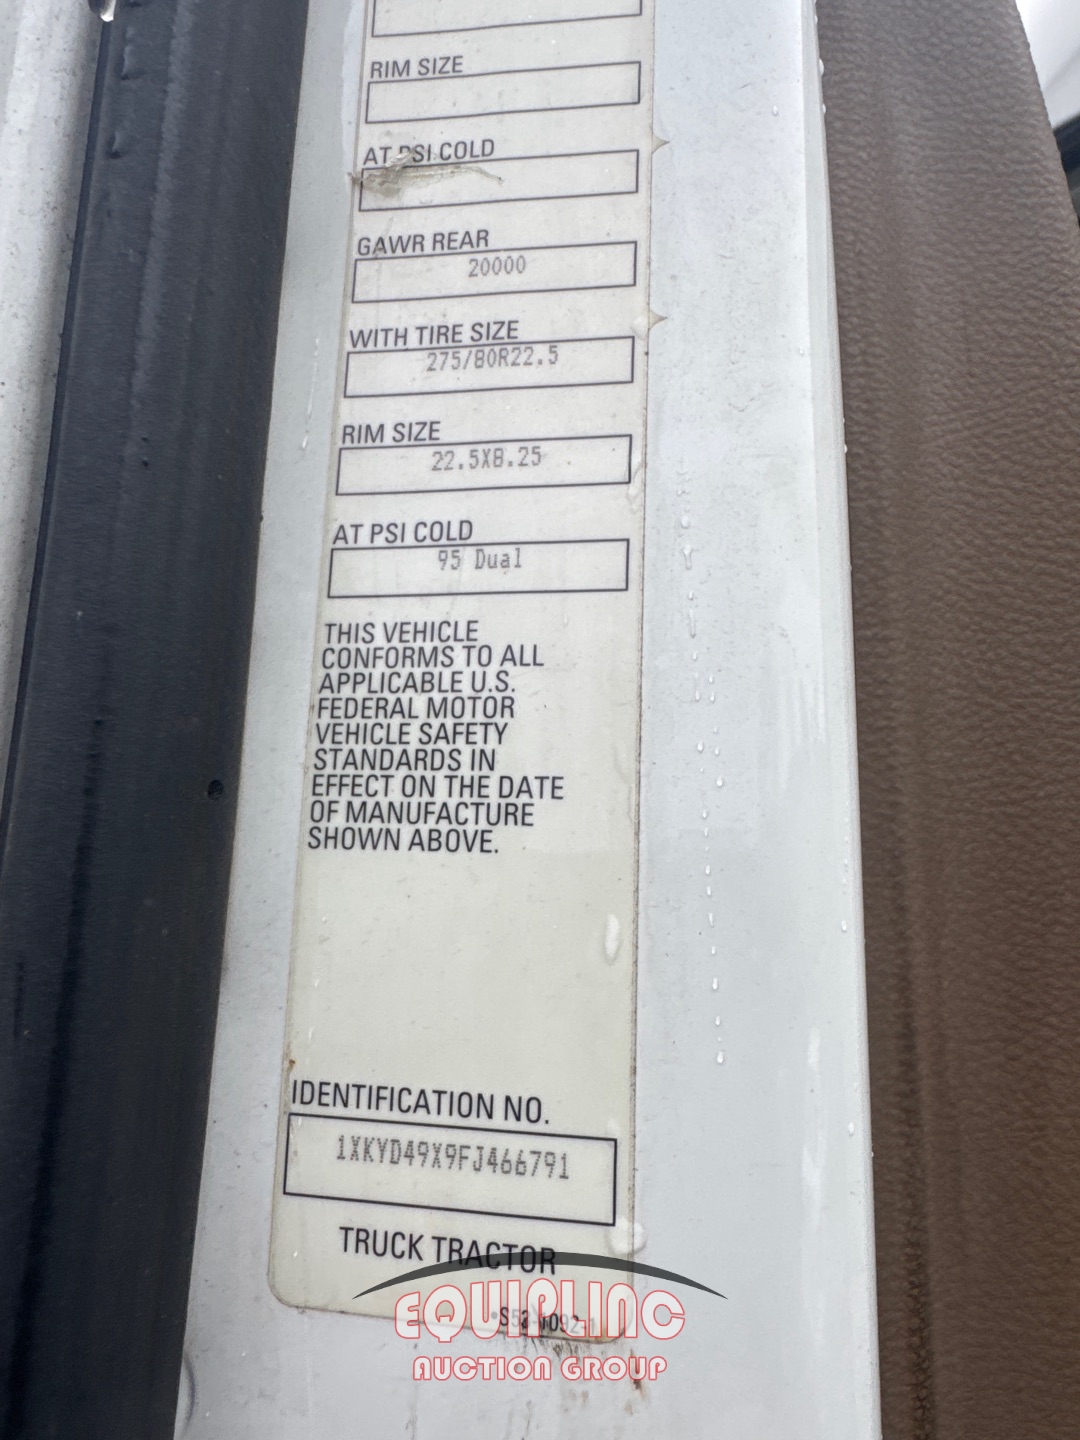 RIM SIZE
AT PSI COLD
GAWR REAR
20000
WITH TIRE SIZE
275/80R22.5
RIM SIZE
22.5X8.25
AT PSI COLD
95 Dual
THIS VEHICLE
CONFORMS TO ALL
APPLICABLE U.S.
FEDERAL MOTOR
VEHICLE SAFETY
STANDARDS IN
EFFECT ON THE DATE
OF MANUFACTURE
SHOWN ABOVE.
IDENTIFICATION NO.
1XKYD49X9FJ466791
TRUCK TRACTOR
EQUIPLINC
AUCTION GROUP